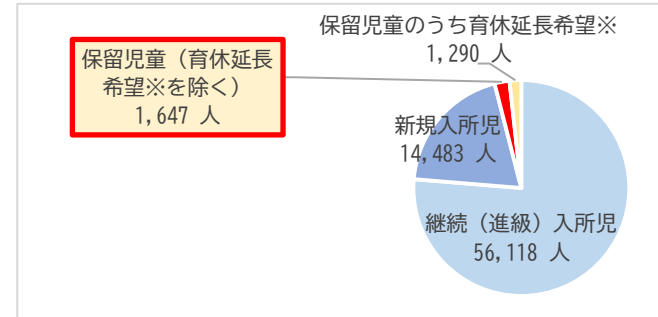 保留児童のうち育休延長希望※
1,290 人
保留児童（育休延長
希望※を除く）
1,647 人
新規入所児
14,483 人
継続（進級）入所児
56,118 人